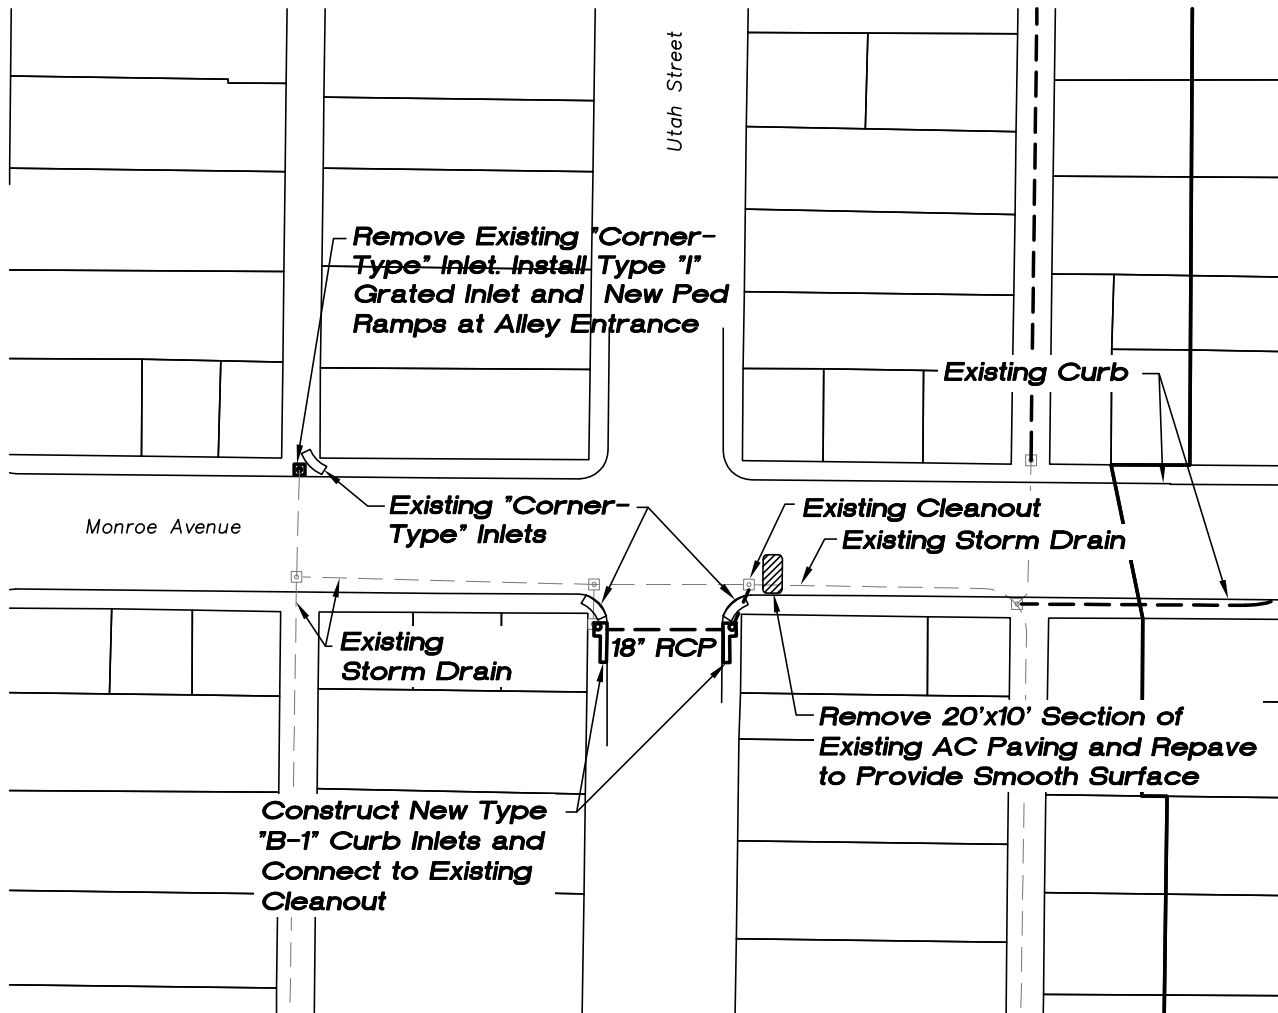 Utah Street
Remove Existing "Corner-
Type" Inlet. Install Type "I"
Grated Inlet and New Ped
Ramps at Alley Entrance
Existing Curb
Existing "Corner-
Type" Inlets
Monroe Avenue
Existing Cleanout
Existing Storm Drain
Existing
Storm Drain
18" RCP
Remove 20'x10' Section of
Existing AC Paving and Repave
to Provide Smooth Surface
Construct New Type
"B-1" Curb Inlets and
Connect to Existing
Cleanout